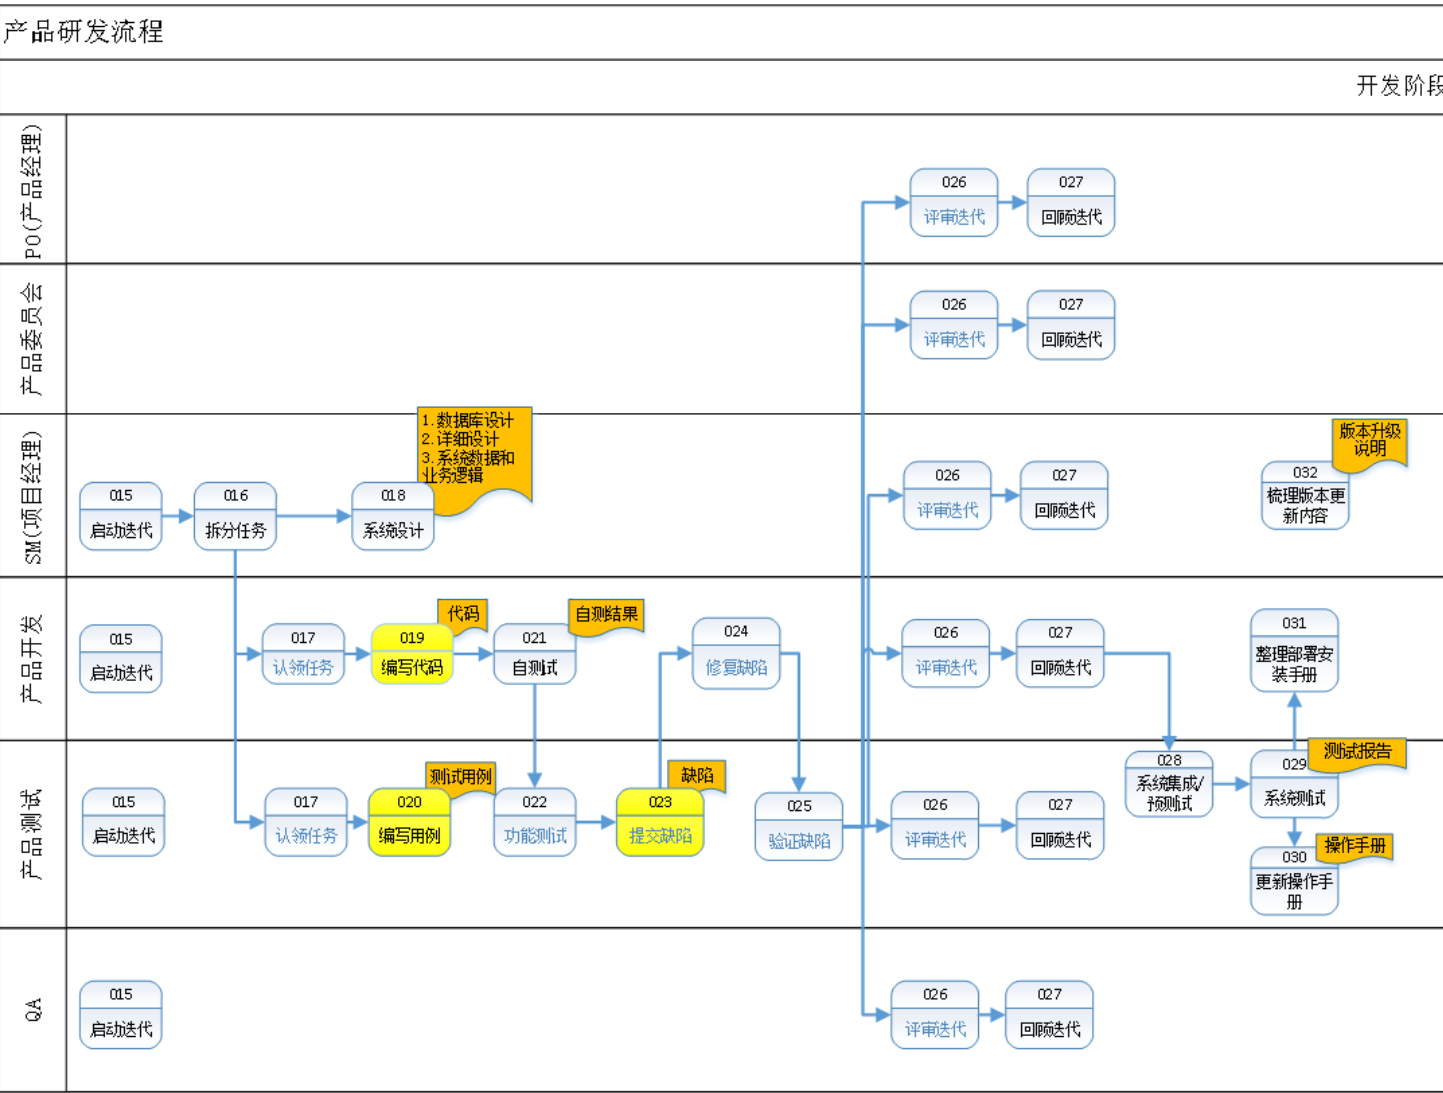 产品研发流程
开发阶段
PO(产品经理)
026
评审迭代
027
回顾迭代
产品委员会
026
评审迭代
027
回顾迭代
SM(项目经理)
015
启动迭代
016
拆分任务
018
系统设计
1.数据库设计
2.详细设计
3.系统数据和
业务逻辑
026
评审迭代
027
回顾迭代
032
梳理版本更
新内容
版本升级
说明
产品开发
015
启动迭代
017
认领任务
019
编写代码
代码
021
自测试
自测结果
024
修复缺陷
026
评审迭代
027
回顾迭代
031
整理部署安
装手册
产品测试
015
启动迭代
017
认领任务
020
编写用例
测试用例
022
功能测试
023
提交缺陷
缺陷
025
验证缺陷
026
评审迭代
027
回顾迭代
028
系统集成/
预测试
029
系统测试
测试报告
030
更新操作手
册
操作手册
QA
015
启动迭代
026
评审迭代
027
回顾迭代